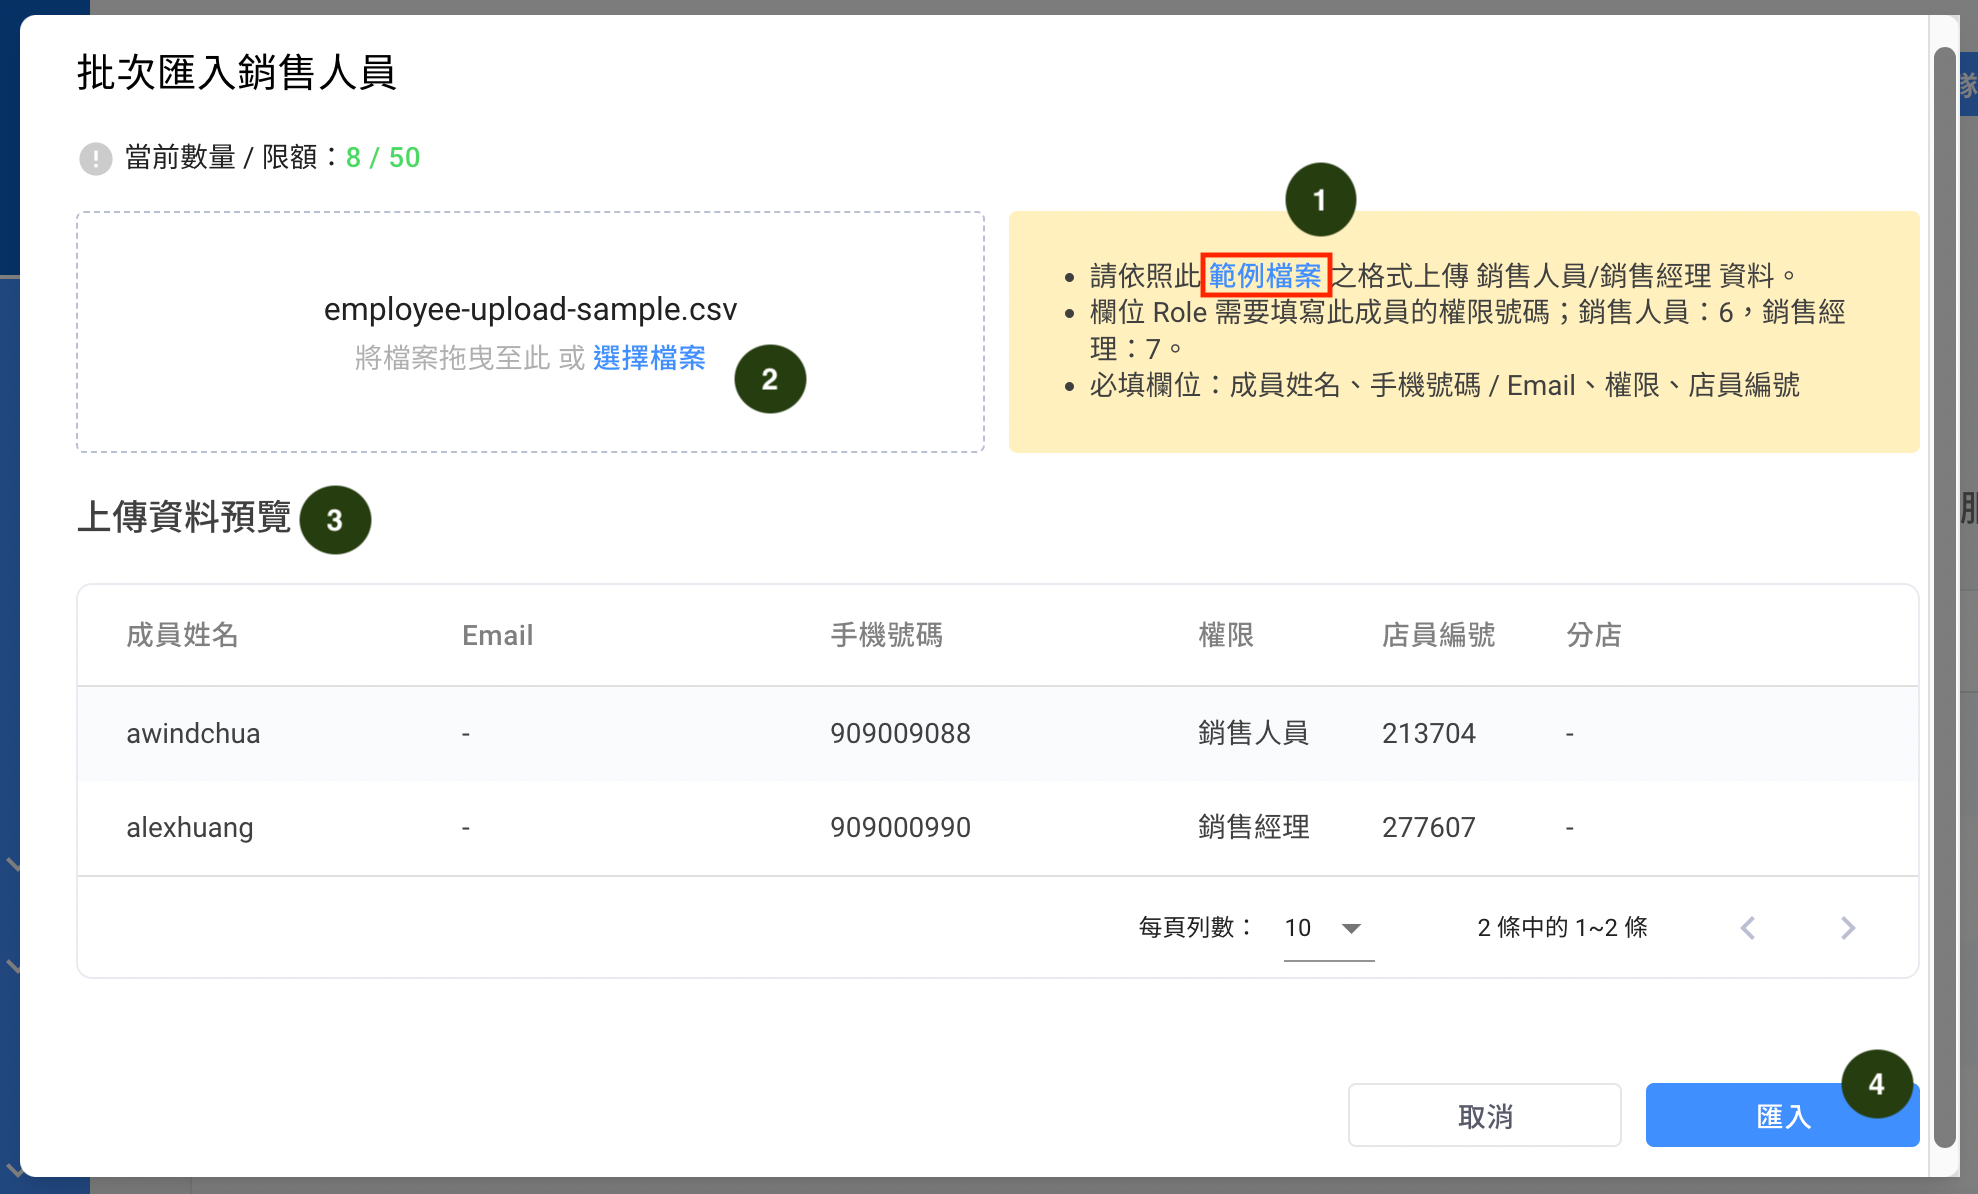 批次匯入銷售人員
! 當前數量 / 限額：8 / 50
1
employee-upload-sample.csv
將檔案拖曳至此 或 選擇檔案
2
請依照此 範例檔案 之格式上傳 銷售人員/銷售經理 資料。
欄位 Role 需要填寫此成員的權限號碼；銷售人員：6，銷售經
理：7。
必填欄位：成員姓名、手機號碼 / Email、權限、店員編號
上傳資料預覽 3
成員姓名 Email 手機號碼 權限 店員編號 分店
awindchua - 909009088 銷售人員 213704 -
alexhuang - 909000990 銷售經理 277607 -
每頁列數： 10 2 條中的 1~2 條
4
取消 匯入
隊